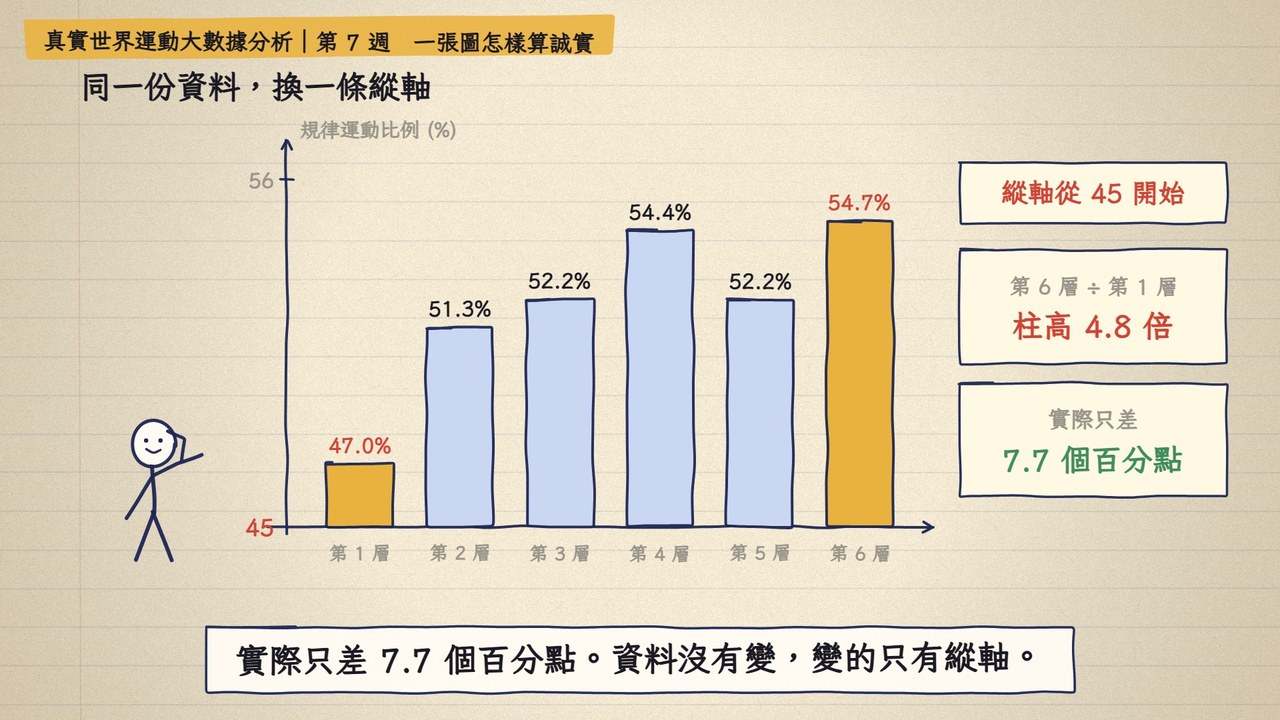 真實世界運動大數據分析｜第 7 週　一張圖怎樣算誠實
同一份資料，換一條縱軸
規律運動比例 (%)
56
45
47.0%
51.3%
52.2%
54.4%
52.2%
54.7%
第 1 層
第 2 層
第 3 層
第 4 層
第 5 層
第 6 層
縱軸從 45 開始
第 6 層 ÷ 第 1 層
柱高 4.8 倍
實際只差
7.7 個百分點
實際只差 7.7 個百分點。資料沒有變，變的只有縱軸。